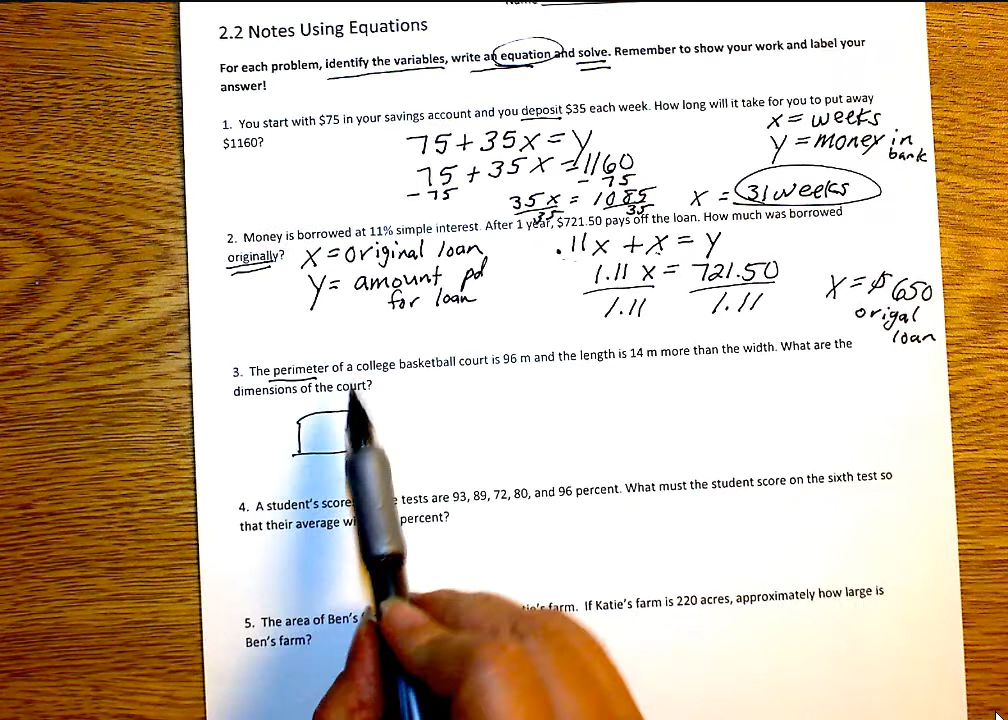 2.2 Notes Using Equations
For each problem, identify the variables, write an equation and solve. Remember to show your work and label your
answer!
1. You start with $75 in your savings account and you deposit $35 each week. How long will it take for you to put away
$1160?
75 + 35x = y
75 + 35x = 1160
- 75 - 75
35x = 1085
35 35
x = weeks
y = money in
bank
x = 31 weeks
2. Money is borrowed at 11% simple interest. After 1 year, $721.50 pays off the loan. How much was borrowed
originally?
x = original loan
y = amount pd
for loan
.11x + x = y
1.11 x = 721.50
1.11 1.11
x = $650
origal
loan
3. The perimeter of a college basketball court is 96 m and the length is 14 m more than the width. What are the
dimensions of the court?
4. A student's score tests are 93, 89, 72, 80, and 96 percent. What must the student score on the sixth test so
that their average percent?
5. The area of Ben's farm. If Katie's farm is 220 acres, approximately how large is
Ben's farm?